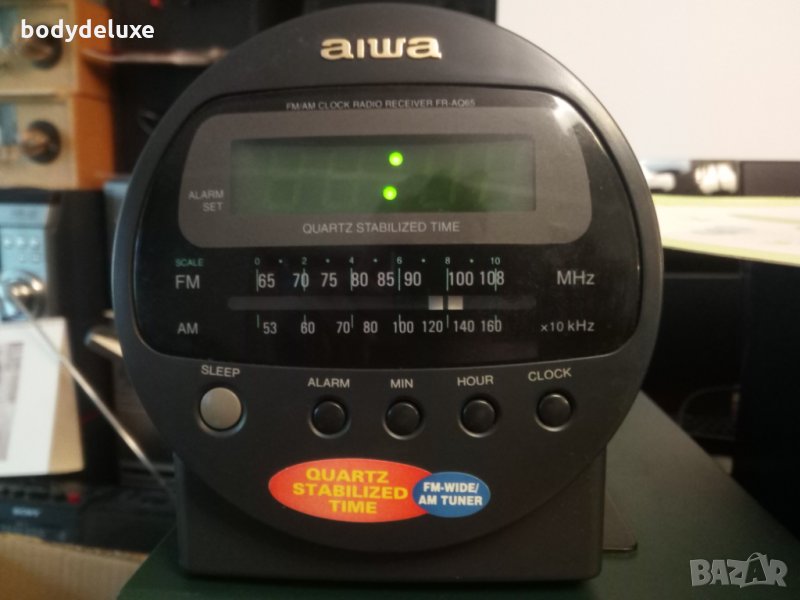 bodydeluxe
aiwa
FM/AM CLOCK RADIO RECEIVER FR-AQ65
ALARM
SET
QUARTZ STABILIZED TIME
SCALE 0 2 4 6 8 10
FM 65 70 75 80 85 90 100 108 MHz
AM 53 60 70 80 100 120 140 160 x10 kHz
SLEEP ALARM MIN HOUR CLOCK
QUARTZ
STABILIZED
TIME
FM-WIDE/
AM TUNER
SONY
BAZAR